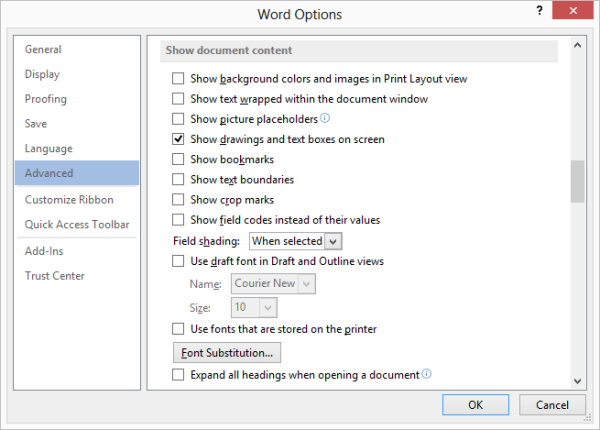 Word Options
?
General
Display
Proofing
Save
Language
Advanced
Customize Ribbon
Quick Access Toolbar
Add-Ins
Trust Center
Show document content
Show background colors and images in Print Layout view
Show text wrapped within the document window
Show picture placeholders
Show drawings and text boxes on screen
Show bookmarks
Show text boundaries
Show crop marks
Show field codes instead of their values
Field shading: When selected
Use draft font in Draft and Outline views
Name: Courier New
Size: 10
Use fonts that are stored on the printer
Font Substitution...
Expand all headings when opening a document
OK Cancel